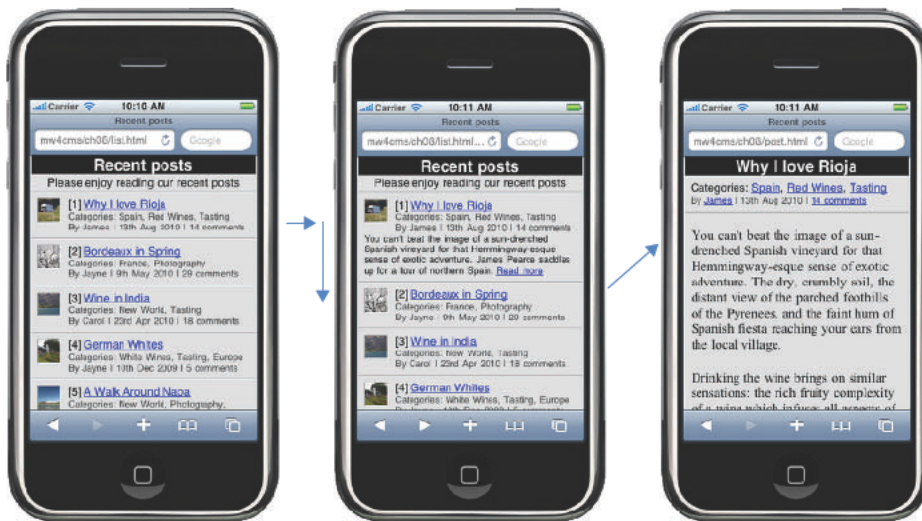 Carrier 10:10 AM
Recent posts
mw4cms/ch06/list.html Google
Recent posts
Please enjoy reading our recent posts
[1] Why I love Rioja
Categories: Spain, Red Wines, Tasting
By James | 13th Aug 2010 | 14 comments
[2] Bordeaux in Spring
Categories: France, Photography
By Jayne | 9th May 2010 | 29 comments
[3] Wine in India
Categories: New World, Tasting
By Carol | 23rd Apr 2010 | 18 comments
[4] German Whites
Categories: White Wines, Tasting, Europe
By Jayne | 10th Dec 2009 | 5 comments
[5] A Walk Around Napa
Categories: New World, Photography,
Carrier 10:11 AM
Recent posts
mw4cms/ch06/list.html... Google
Recent posts
Please enjoy reading our recent posts
[1] Why I love Rioja
Categories: Spain, Red Wines, Tasting
By James | 13th Aug 2010 | 14 comments
You can't beat the image of a sun-drenched
Spanish vineyard for that Hemmingway-esque
sense of exotic adventure. James Pearce saddles
up for a tour of northern Spain. Read more
[2] Bordeaux in Spring
Categories: France, Photography
By Jayne | 9th May 2010 | 29 comments
[3] Wine in India
Categories: New World, Tasting
By Carol | 23rd Apr 2010 | 18 comments
[4] German Whites
Categories: White Wines, Tasting, Europe
Carrier 10:11 AM
Recent posts
mw4cms/ch06/post.html Google
Why I love Rioja
Categories: Spain, Red Wines, Tasting
By James | 13th Aug 2010 | 14 comments
You can't beat the image of a sun-
drenched Spanish vineyard for that
Hemmingway-esque sense of exotic
adventure. The dry, crumbly soil, the
distant view of the parched foothills
of the Pyrenees, and the faint hum of
Spanish fiesta reaching your ears from
the local village.
Drinking the wine brings on similar
sensations: the rich fruity complexity
of a wine which infuses all aspects of